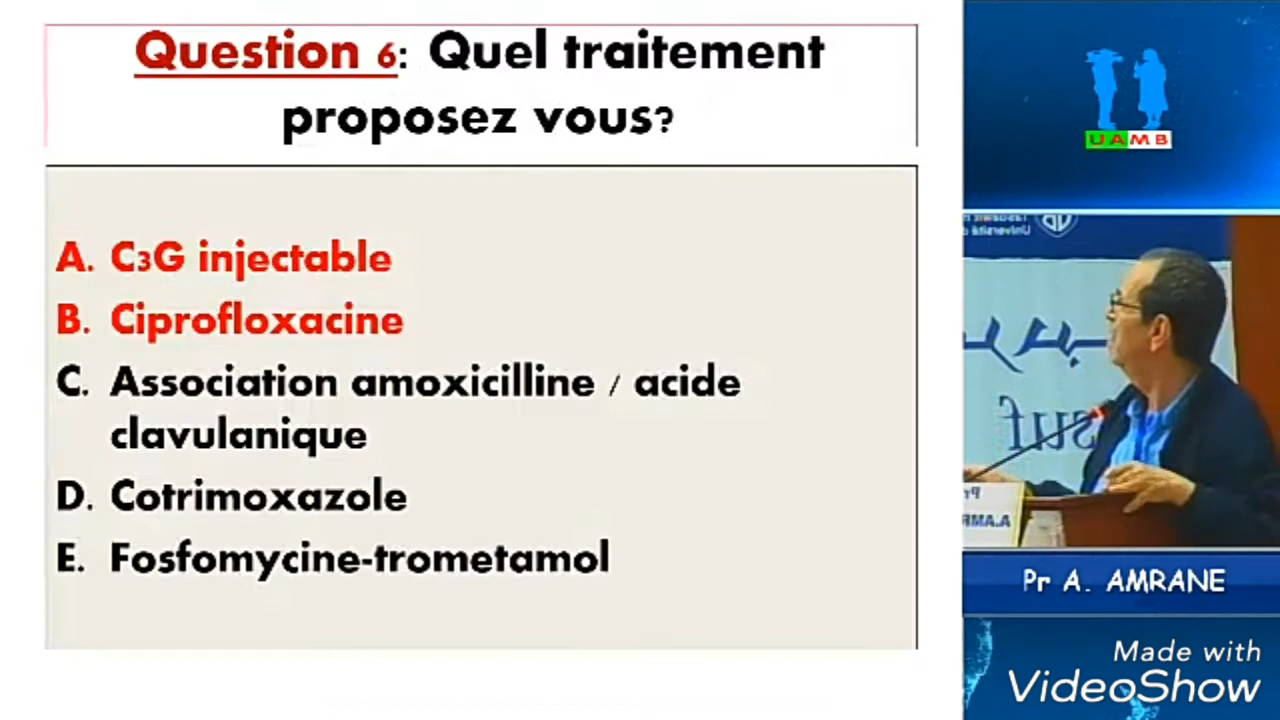 Question 6: Quel traitement
proposez vous?
A. C3G injectable
B. Ciprofloxacine
C. Association amoxicilline / acide
clavulanique
D. Cotrimoxazole
E. Fosfomycine-trometamol
UAMB
Pr A. AMRANE
Made with
VideoShow